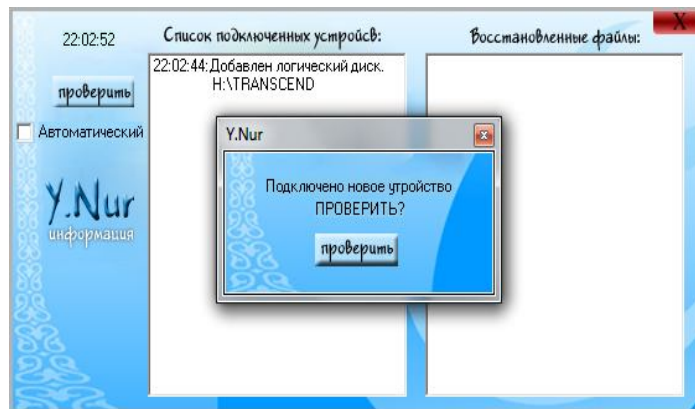 22:02:52
Список подключенных устройсв:
Восстановленные файлы:
X
22:02:44:Добавлен логический диск.
H:\TRANSCEND
проверить
Автоматический
Y.Nur
информация
Y.Nur
x
Подключено новое утройство
ПРОВЕРИТЬ?
проверить